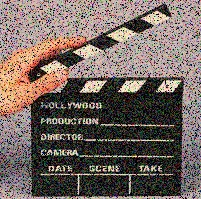 HOLLYWOOD
PRODUCTION
DIRECTOR
CAMERA
DATE SCENE TAKE